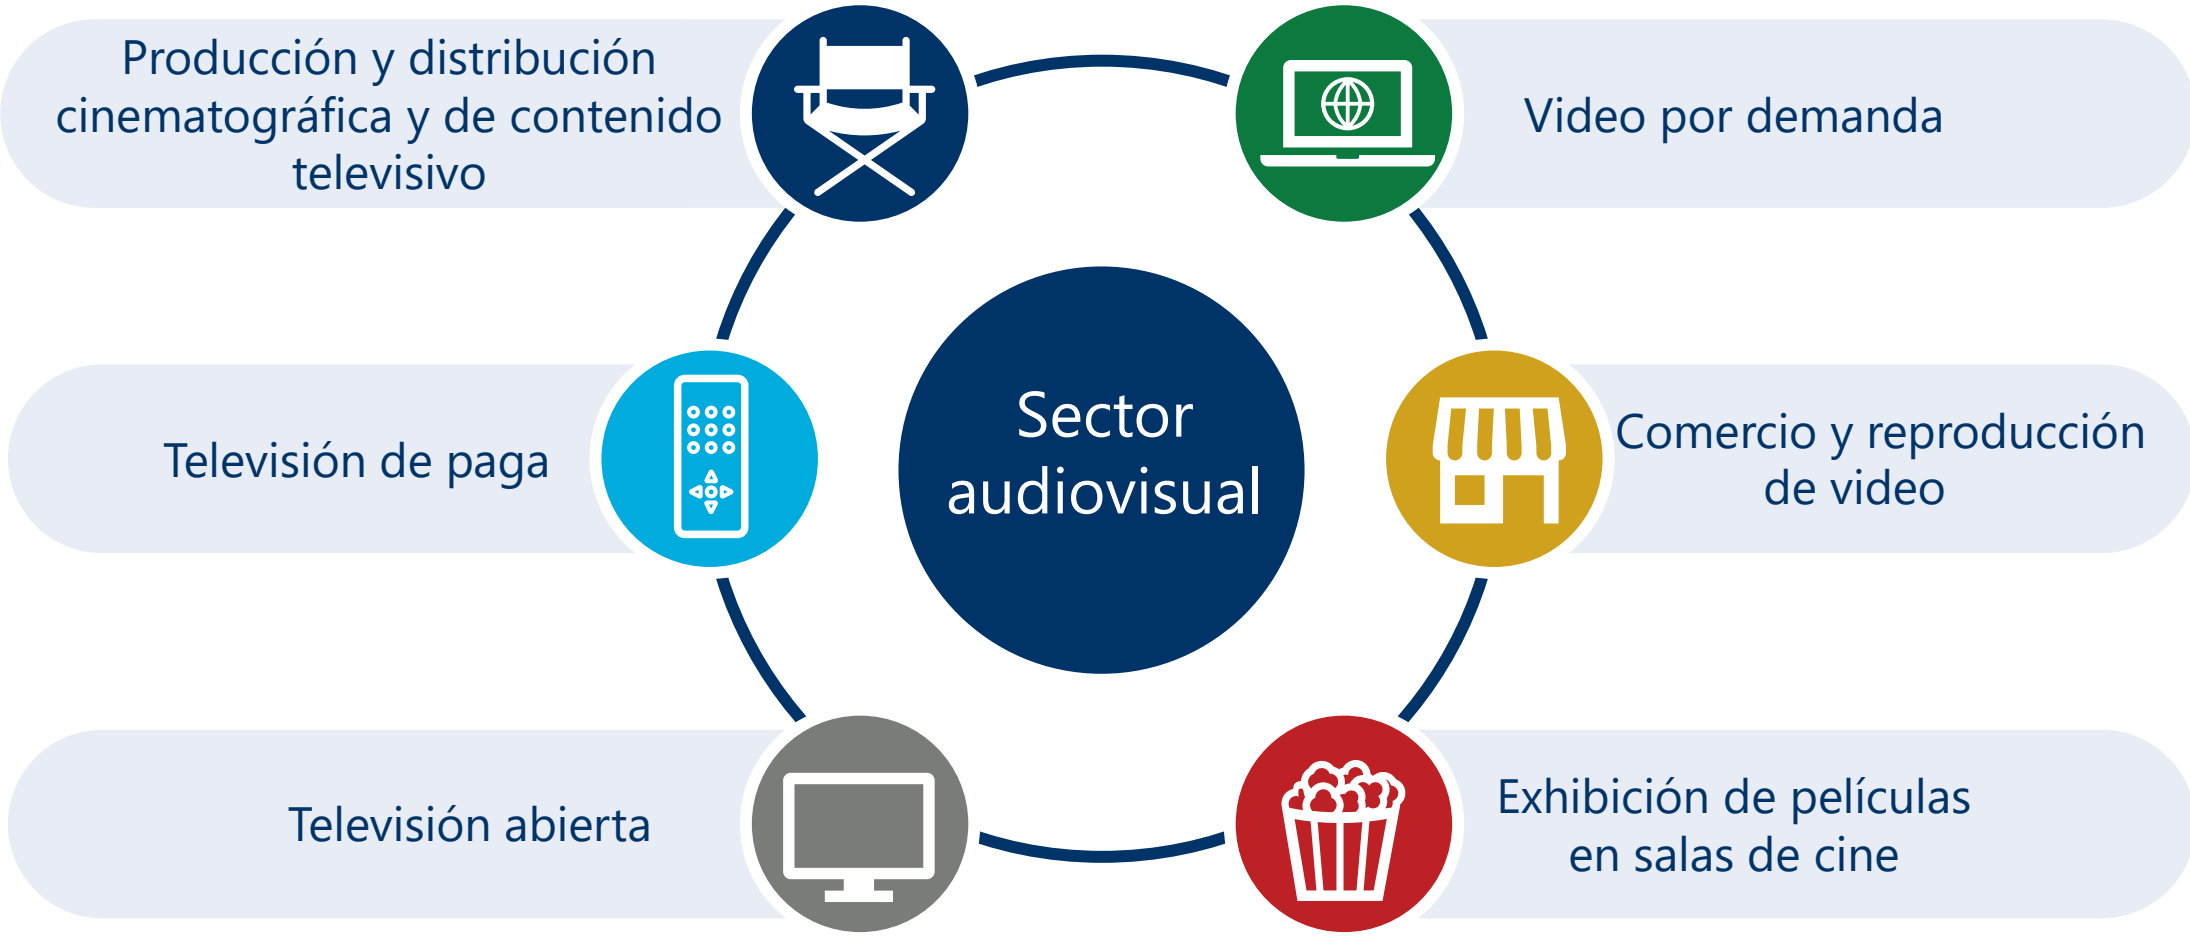 Producción y distribución
cinematográfica y de contenido
televisivo
Video por demanda
Televisión de paga
Sector
audiovisual
Comercio y reproducción
de video
Televisión abierta
Exhibición de películas
en salas de cine